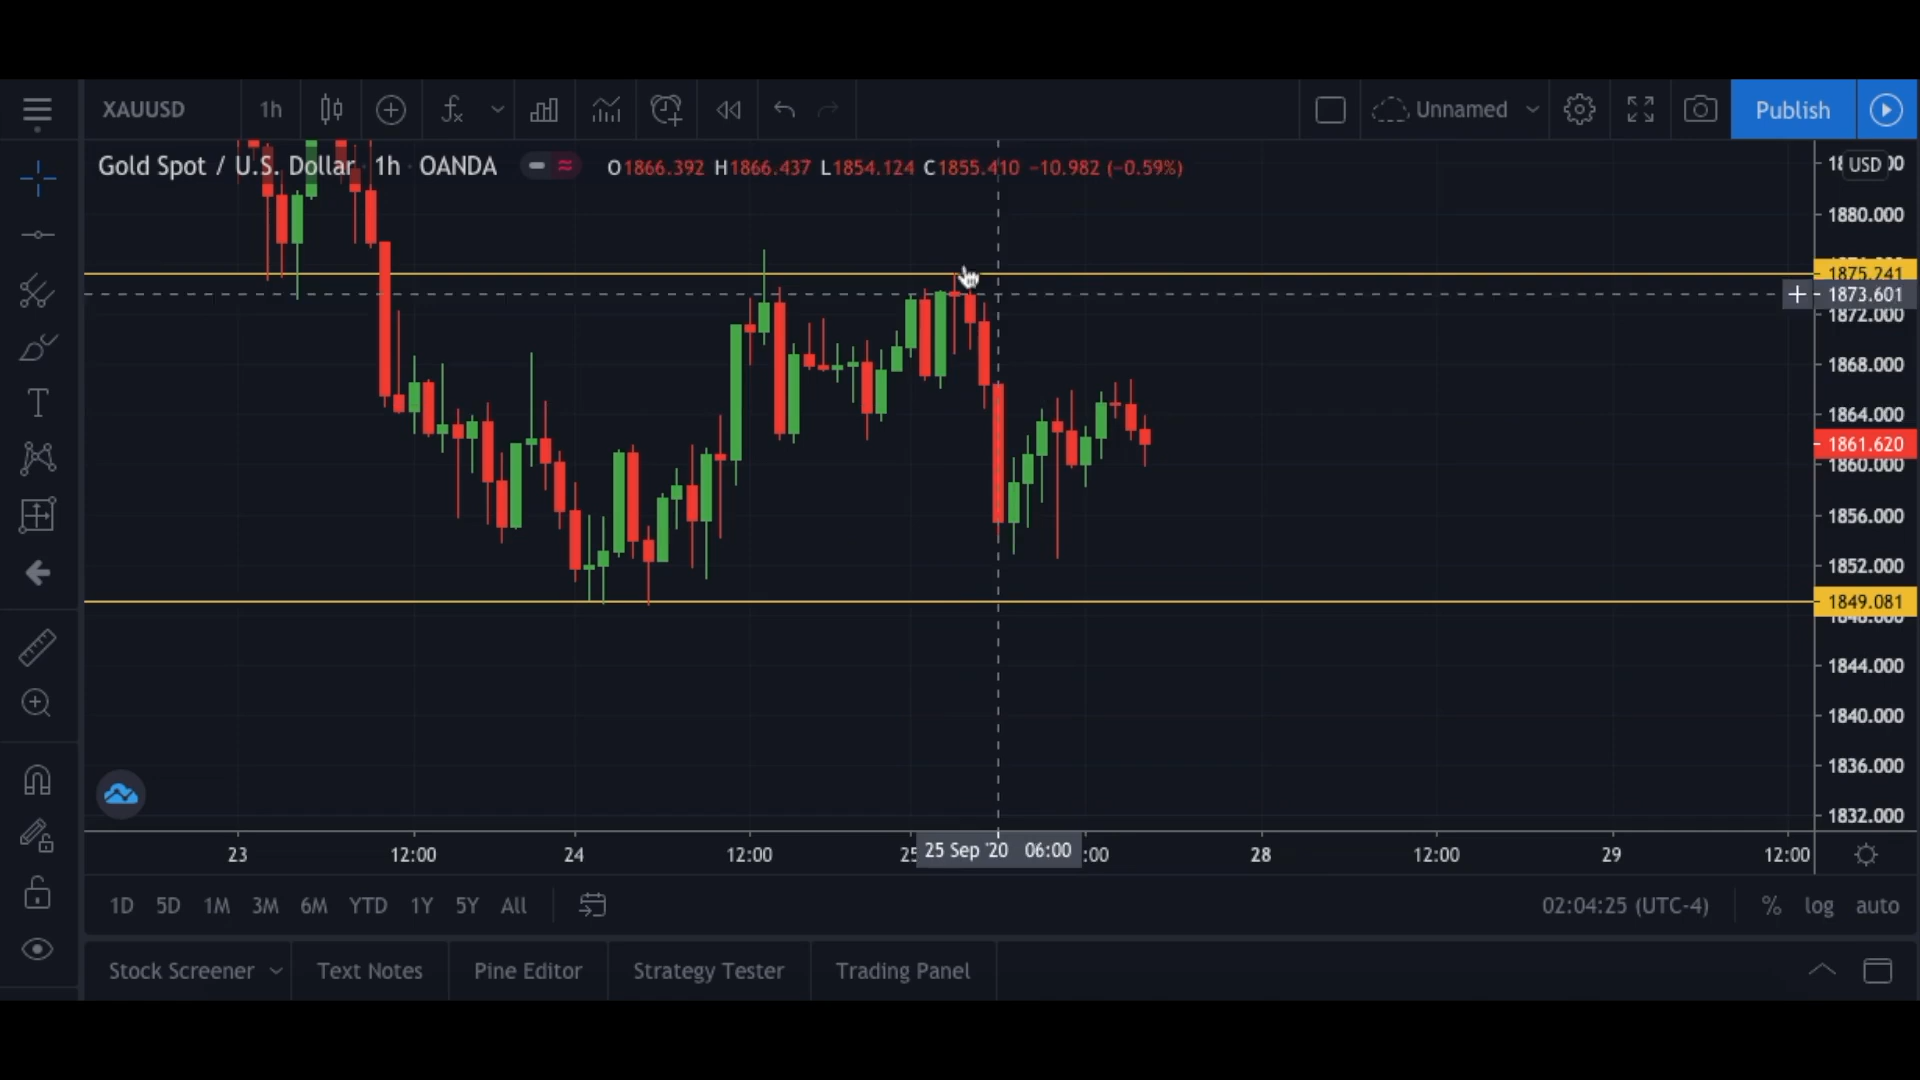 XAUUSD 1h Unnamed Publish
Gold Spot / U.S. Dollar 1h OANDA O1866.392 H1866.437 L1854.124 C1855.410 −10.982 (−0.59%)
USD
1880.000
1875.241
1873.601
1872.000
1868.000
1864.000
1861.620
1860.000
1856.000
1852.000
1849.081
1844.000
1840.000
1836.000
1832.000
23 12:00 24 12:00 25 25 Sep '20 06:00 :00 28 12:00 29 12:00
1D 5D 1M 3M 6M YTD 1Y 5Y All 02:04:25 (UTC-4) % log auto
Stock Screener Text Notes Pine Editor Strategy Tester Trading Panel